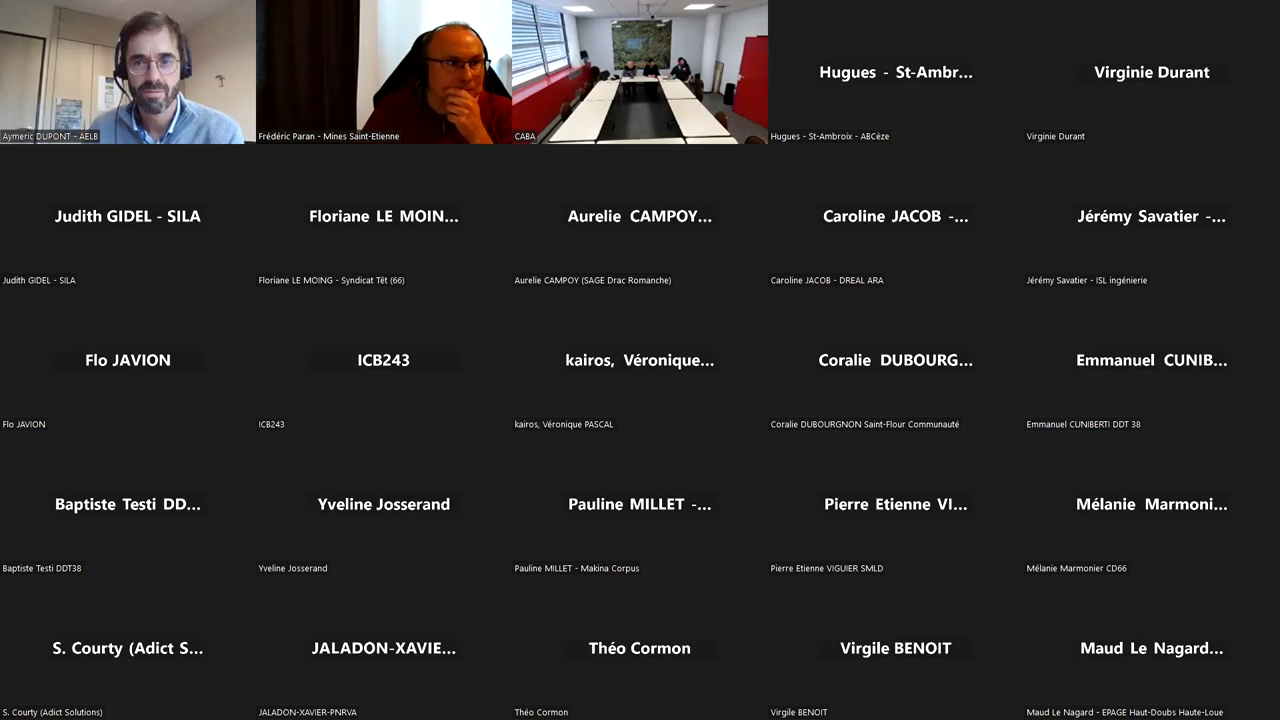 Aymeric DUPONT - AELB
Frédéric Paran - Mines Saint-Etienne
CABA
Hugues - St-Ambr...
Hugues - St-Ambroix - ABCèze
Virginie Durant
Virginie Durant
Judith GIDEL - SILA
Judith GIDEL - SILA
Floriane LE MOIN...
Floriane LE MOING - Syndicat Têt (66)
Aurelie CAMPOY...
Aurelie CAMPOY (SAGE Drac Romanche)
Caroline JACOB -...
Caroline JACOB - DREAL ARA
Jérémy Savatier -...
Jérémy Savatier - ISL ingénierie
Flo JAVION
Flo JAVION
ICB243
ICB243
kairos, Véronique...
kairos, Véronique PASCAL
Coralie DUBOURG...
Coralie DUBOURGNON Saint-Flour Communauté
Emmanuel CUNIB...
Emmanuel CUNIBERTI DDT 38
Baptiste Testi DD...
Baptiste Testi DDT38
Yveline Josserand
Yveline Josserand
Pauline MILLET -...
Pauline MILLET - Makina Corpus
Pierre Etienne VI...
Pierre Etienne VIGUIER SMLD
Mélanie Marmoni...
Mélanie Marmonier CD66
S. Courty (Adict S...
S. Courty (Adict Solutions)
JALADON-XAVIE...
JALADON-XAVIER-PNRVA
Théo Cormon
Théo Cormon
Virgile BENOIT
Virgile BENOIT
Maud Le Nagard...
Maud Le Nagard - EPAGE Haut-Doubs Haute-Loue